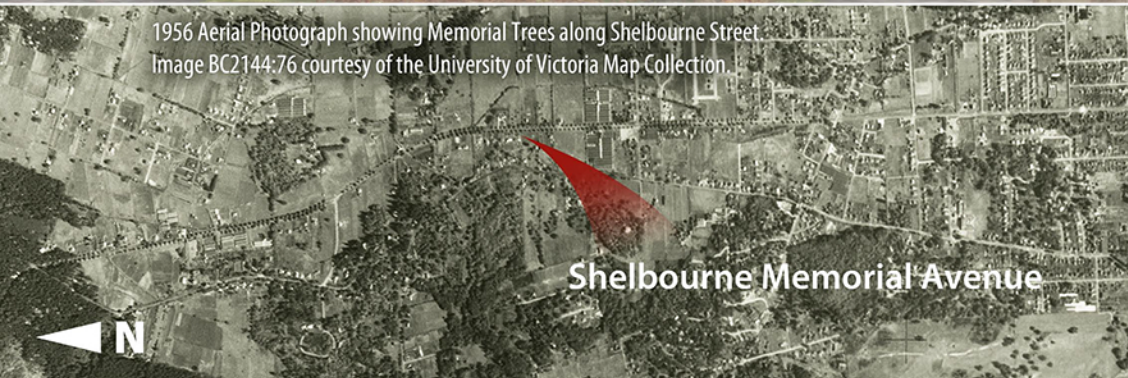 1956 Aerial Photograph showing Memorial Trees along Shelbourne Street.
Image BC2144:76 courtesy of the University of Victoria Map Collection.
Shelbourne Memorial Avenue
N